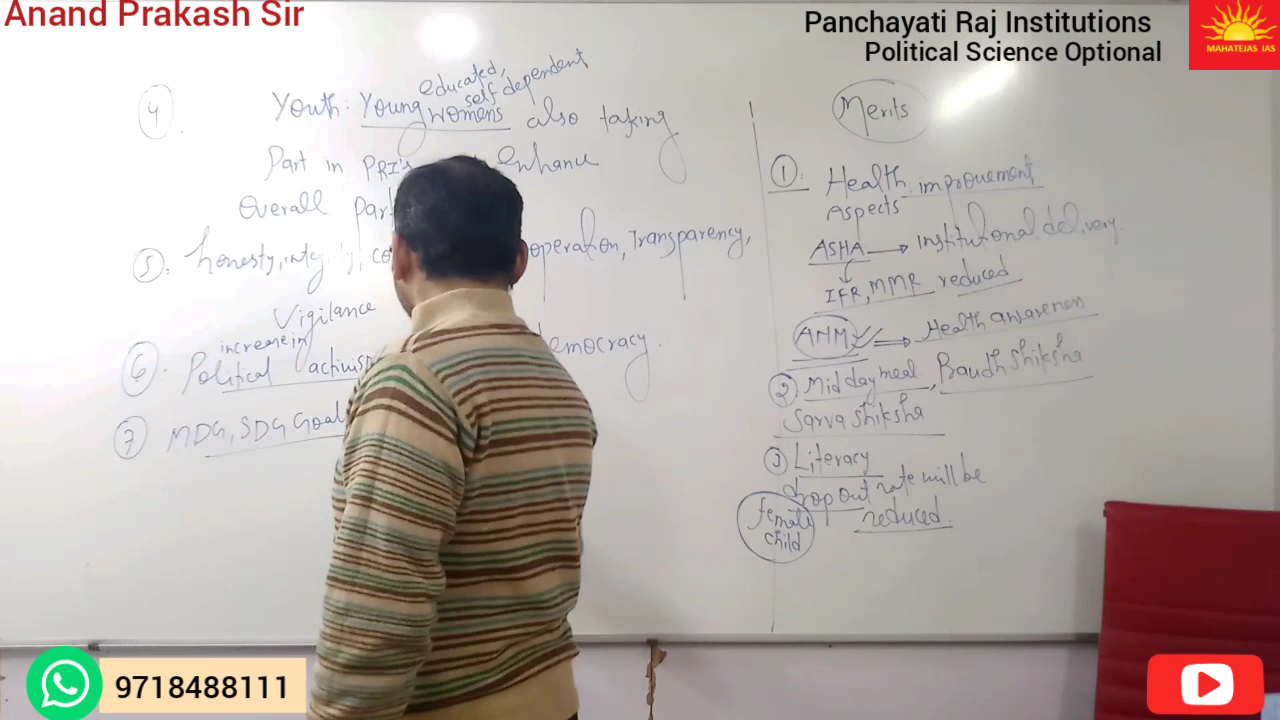 Anand Prakash Sir
Panchayati Raj Institutions
Political Science Optional
MAHATEJAS IAS
4
educated,
self dependent
Youth: Young womens also taking
Part in PRI's enhance
Overall part
5: honesty, operation, Transparency,
Vigilance
increase in
6. Political emocracy.
7 MDG, SDG Goal
Merits
1. Health improvement
Aspects
ASHA → institutional delivery.
IFR, MMR reduced
ANM ⇒ Health awareness
2 Mid day meal, Praudh Shiksha
Sarva Shiksha
3 Literacy
drop out rate will be
reduced.
female
child
9718488111